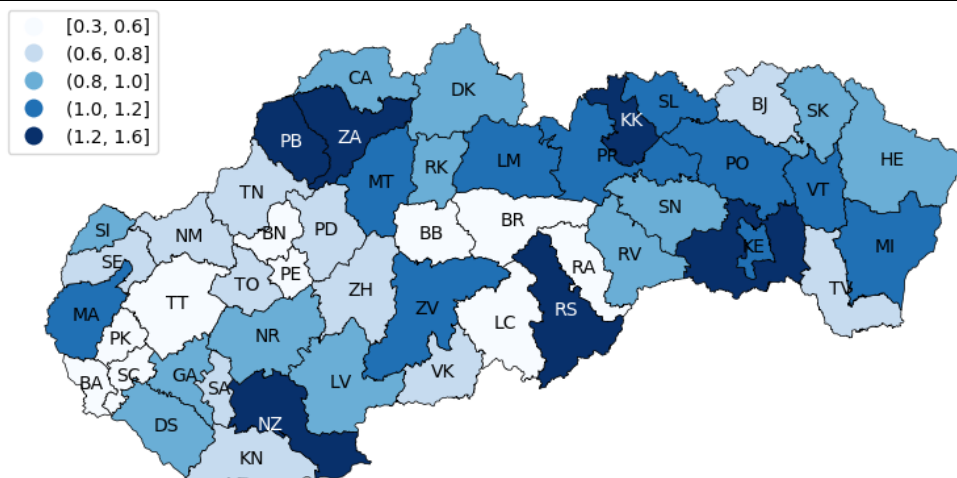 [0.3, 0.6]
(0.6, 0.8]
(0.8, 1.0]
(1.0, 1.2]
(1.2, 1.6]
CA
DK
PB
ZA
KK
SL
BJ
SK
PP
HE
RK
LM
MT
PO
VT
TN
SN
SI
NM
BN
PD
BB
BR
KE
MI
SE
RV
RA
TO
PE
ZH
TV
TT
MA
ZV
RS
LC
PK
NR
BA
SC
GA
SA
LV
VK
DS
NZ
KN